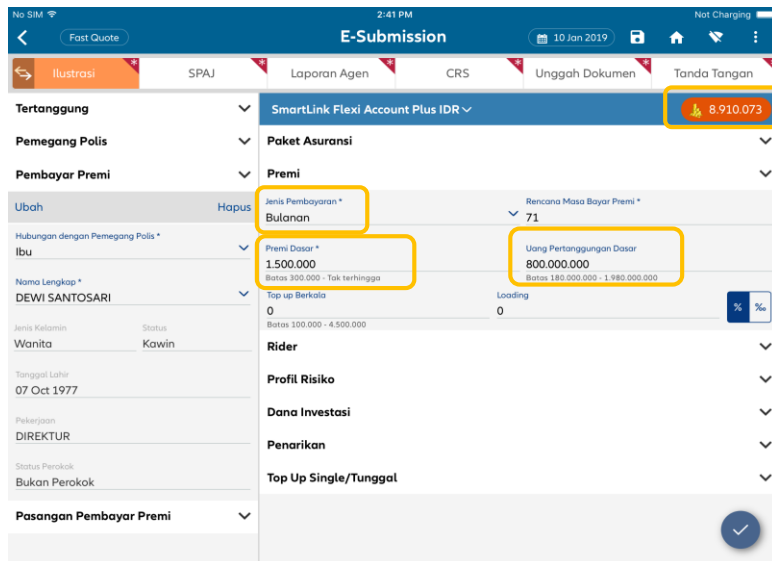 No SIM 2:41 PM Not Charging
Fast Quote E-Submission 10 Jan 2019
Ilustrasi * SPAJ * Laporan Agen * CRS * Unggah Dokumen * Tanda Tangan
Tertanggung
Pemegang Polis
Pembayar Premi
Ubah Hapus
Hubungan dengan Pemegang Polis *
Ibu
Nama Lengkap *
DEWI SANTOSARI
Jenis Kelamin Status
Wanita Kawin
Tanggal Lahir
07 Oct 1977
Pekerjaan
DIREKTUR
Status Perokok
Bukan Perokok
Pasangan Pembayar Premi
SmartLink Flexi Account Plus IDR 8.910.073
Paket Asuransi
Premi
Jenis Pembayaran * Rencana Masa Bayar Premi *
Bulanan 71
Premi Dasar * Uang Pertanggungan Dasar
1.500.000 800.000.000
Batas 300.000 - Tak terhingga Batas 180.000.000 - 1.980.000.000
Top up Berkala Loading
0 0 % ‰
Batas 100.000 - 4.500.000
Rider
Profil Risiko
Dana Investasi
Penarikan
Top Up Single/Tunggal